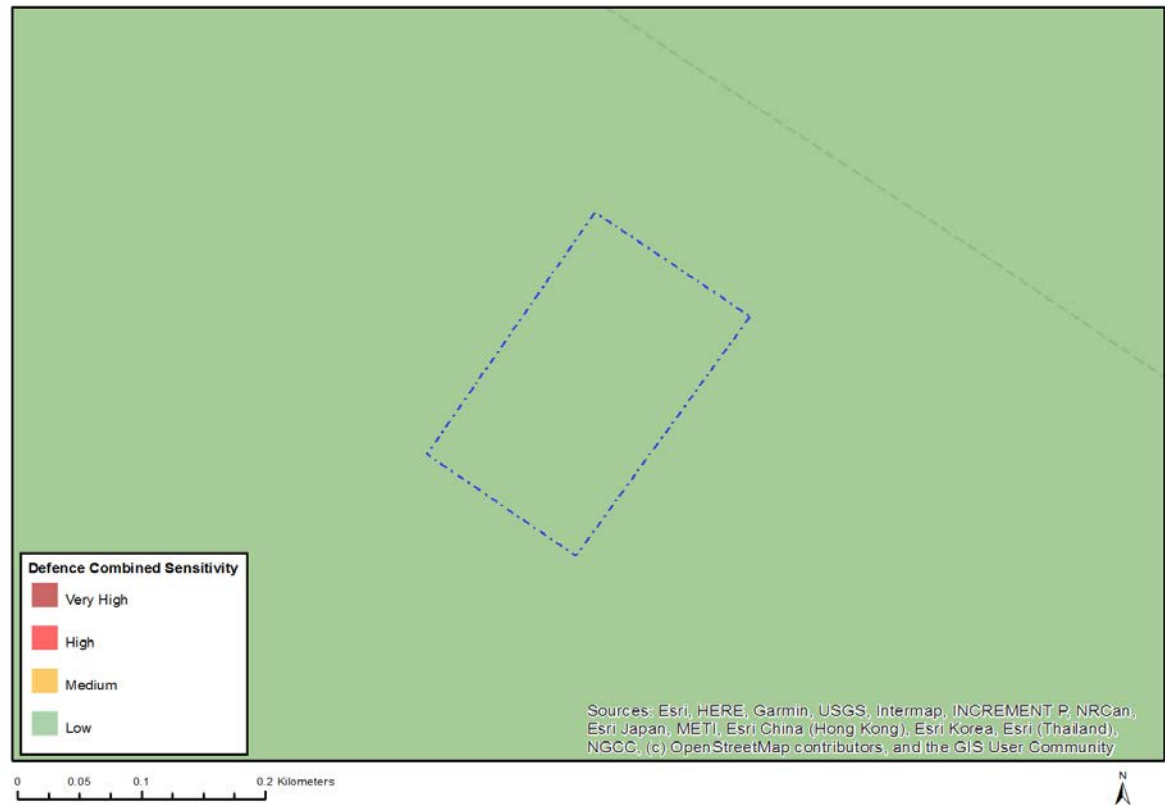 Defence Combined Sensitivity
Very High
High
Medium
Low
Sources: Esri, HERE, Garmin, USGS, Intermap, INCREMENT P, NRCan,
Esri Japan, METI, Esri China (Hong Kong), Esri Korea, Esri (Thailand),
NGCC, (c) OpenStreetMap contributors, and the GIS User Community
0 0.05 0.1 0.2 Kilometers
N